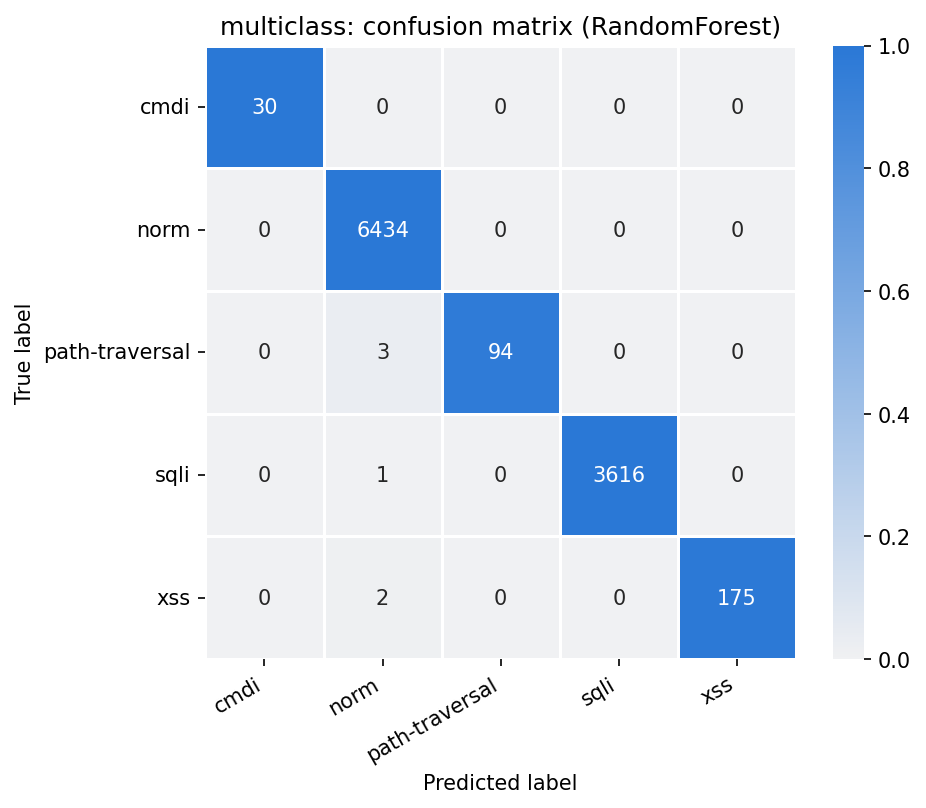 multiclass: confusion matrix (RandomForest)
cmdi 30 0 0 0 0
norm 0 6434 0 0 0
path-traversal 0 3 94 0 0
sqli 0 1 0 3616 0
xss 0 2 0 0 175
cmdi norm path-traversal sqli xss
Predicted label
True label
1.0
0.8
0.6
0.4
0.2
0.0